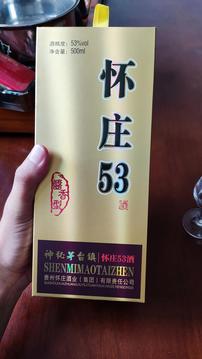 酒精度：53%vol
净含量：500ml
怀庄
53
酒
酱香型
神秘茅台镇 怀庄53酒
SHENMIMAOTAIZHEN
贵州怀庄酒业（集团）有限责任公司